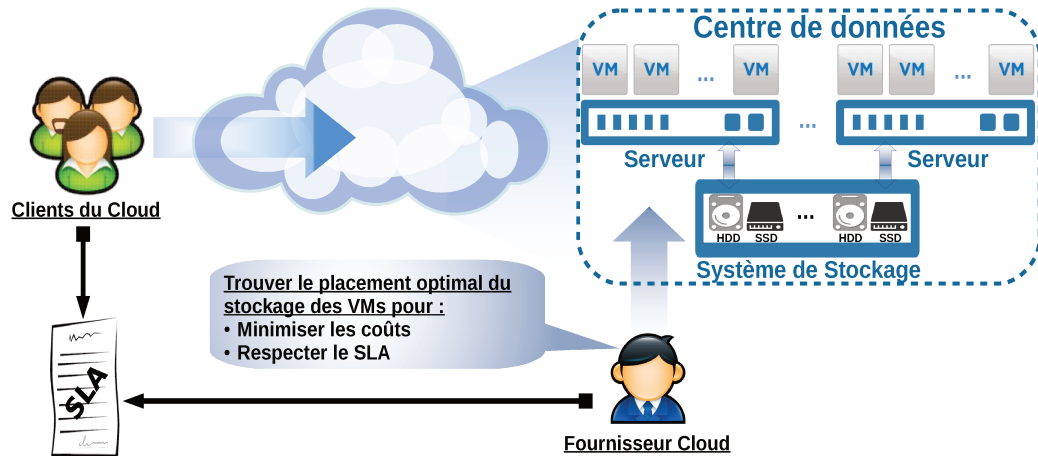 Centre de données
VM VM ... VM VM VM ... VM
...
Serveur Serveur
Clients du Cloud
...
HDD SSD HDD SSD
Système de Stockage
Trouver le placement optimal du
stockage des VMs pour :
• Minimiser les coûts
• Respecter le SLA
SLA
Fournisseur Cloud